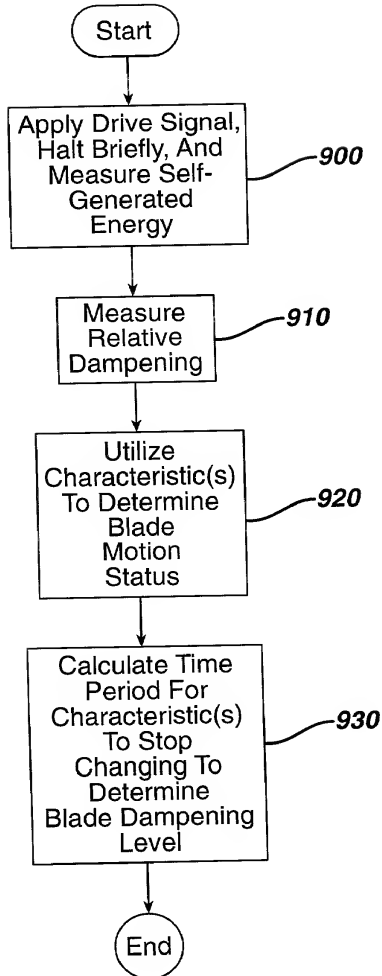 Start
Apply Drive Signal,
Halt Briefly, And
Measure Self-
Generated
Energy
900
Measure
Relative
Dampening
910
Utilize
Characteristic(s)
To Determine
Blade
Motion
Status
920
Calculate Time
Period For
Characteristic(s)
To Stop
Changing To
Determine
Blade Dampening
Level
930
End